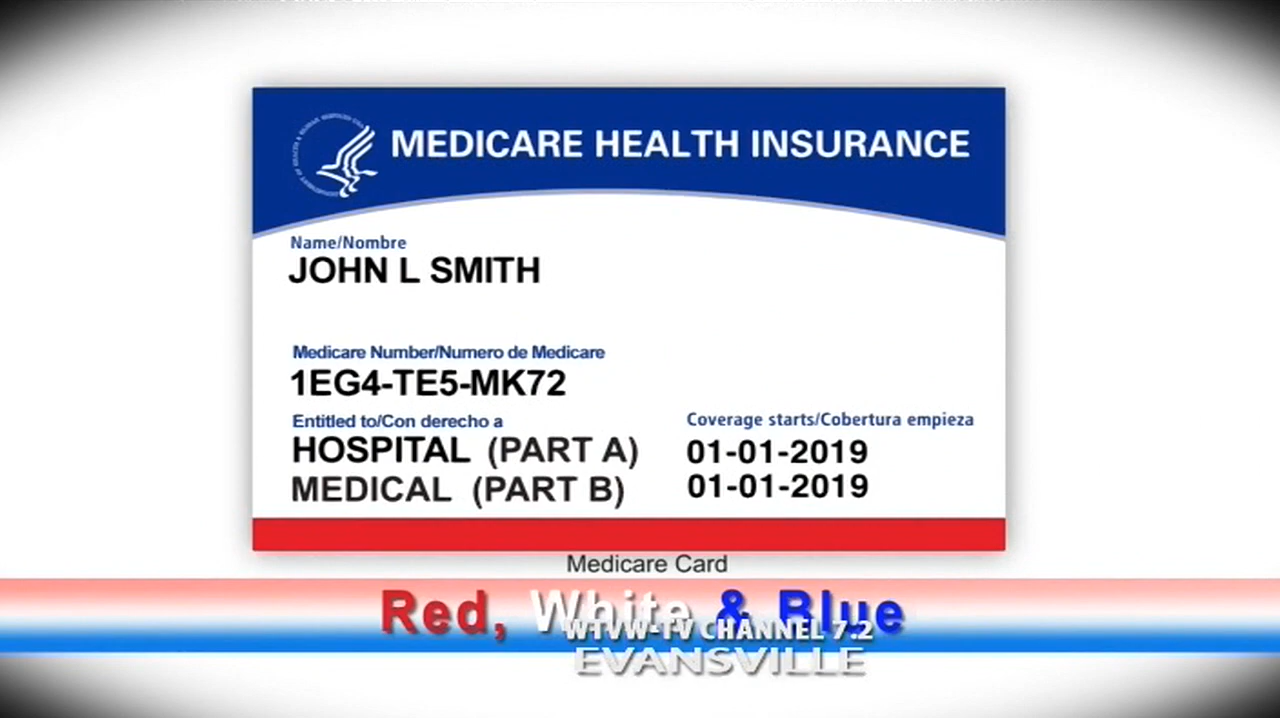 MEDICARE HEALTH INSURANCE
Name/Nombre
JOHN L SMITH
Medicare Number/Numero de Medicare
1EG4-TE5-MK72
Entitled to/Con derecho a
Coverage starts/Cobertura empieza
HOSPITAL (PART A) 01-01-2019
MEDICAL (PART B) 01-01-2019
Medicare Card
Red, White & Blue
WTVW-TV CHANNEL 7.2
EVANSVILLE